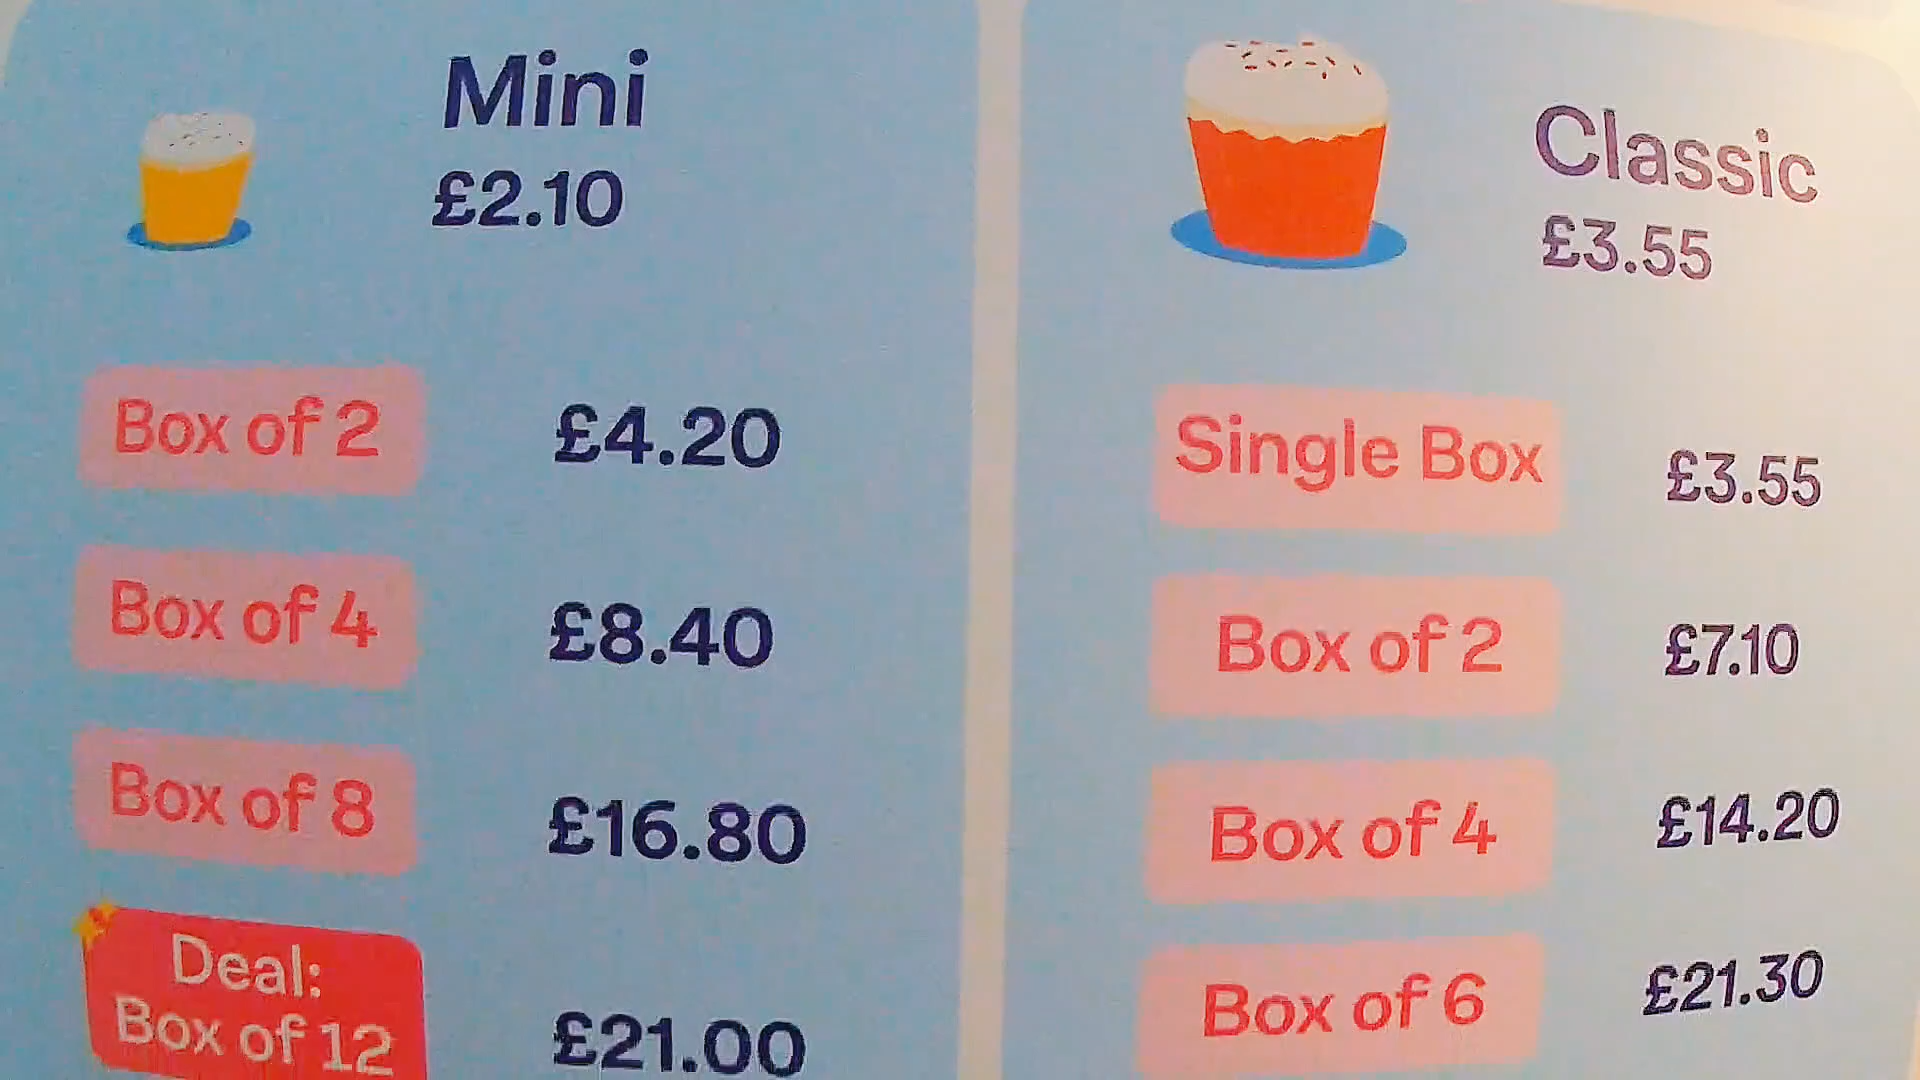 Mini
£2.10
Box of 2 £4.20
Box of 4 £8.40
Box of 8 £16.80
Deal:
Box of 12 £21.00
Classic
£3.55
Single Box £3.55
Box of 2 £7.10
Box of 4 £14.20
Box of 6 £21.30